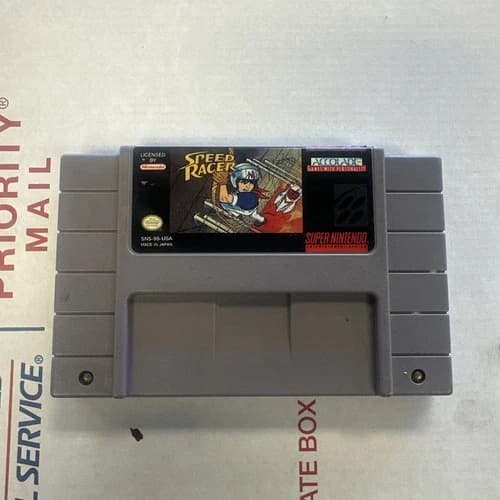 PRIORITY®
MAIL
L SERVICE®
ATE BOX
LICENSED
BY
Nintendo
SPEED
RACER
ACCOLADE
GAMES WITH PERSONALITY
SNS-95-USA
MADE IN JAPAN
SUPER NINTENDO